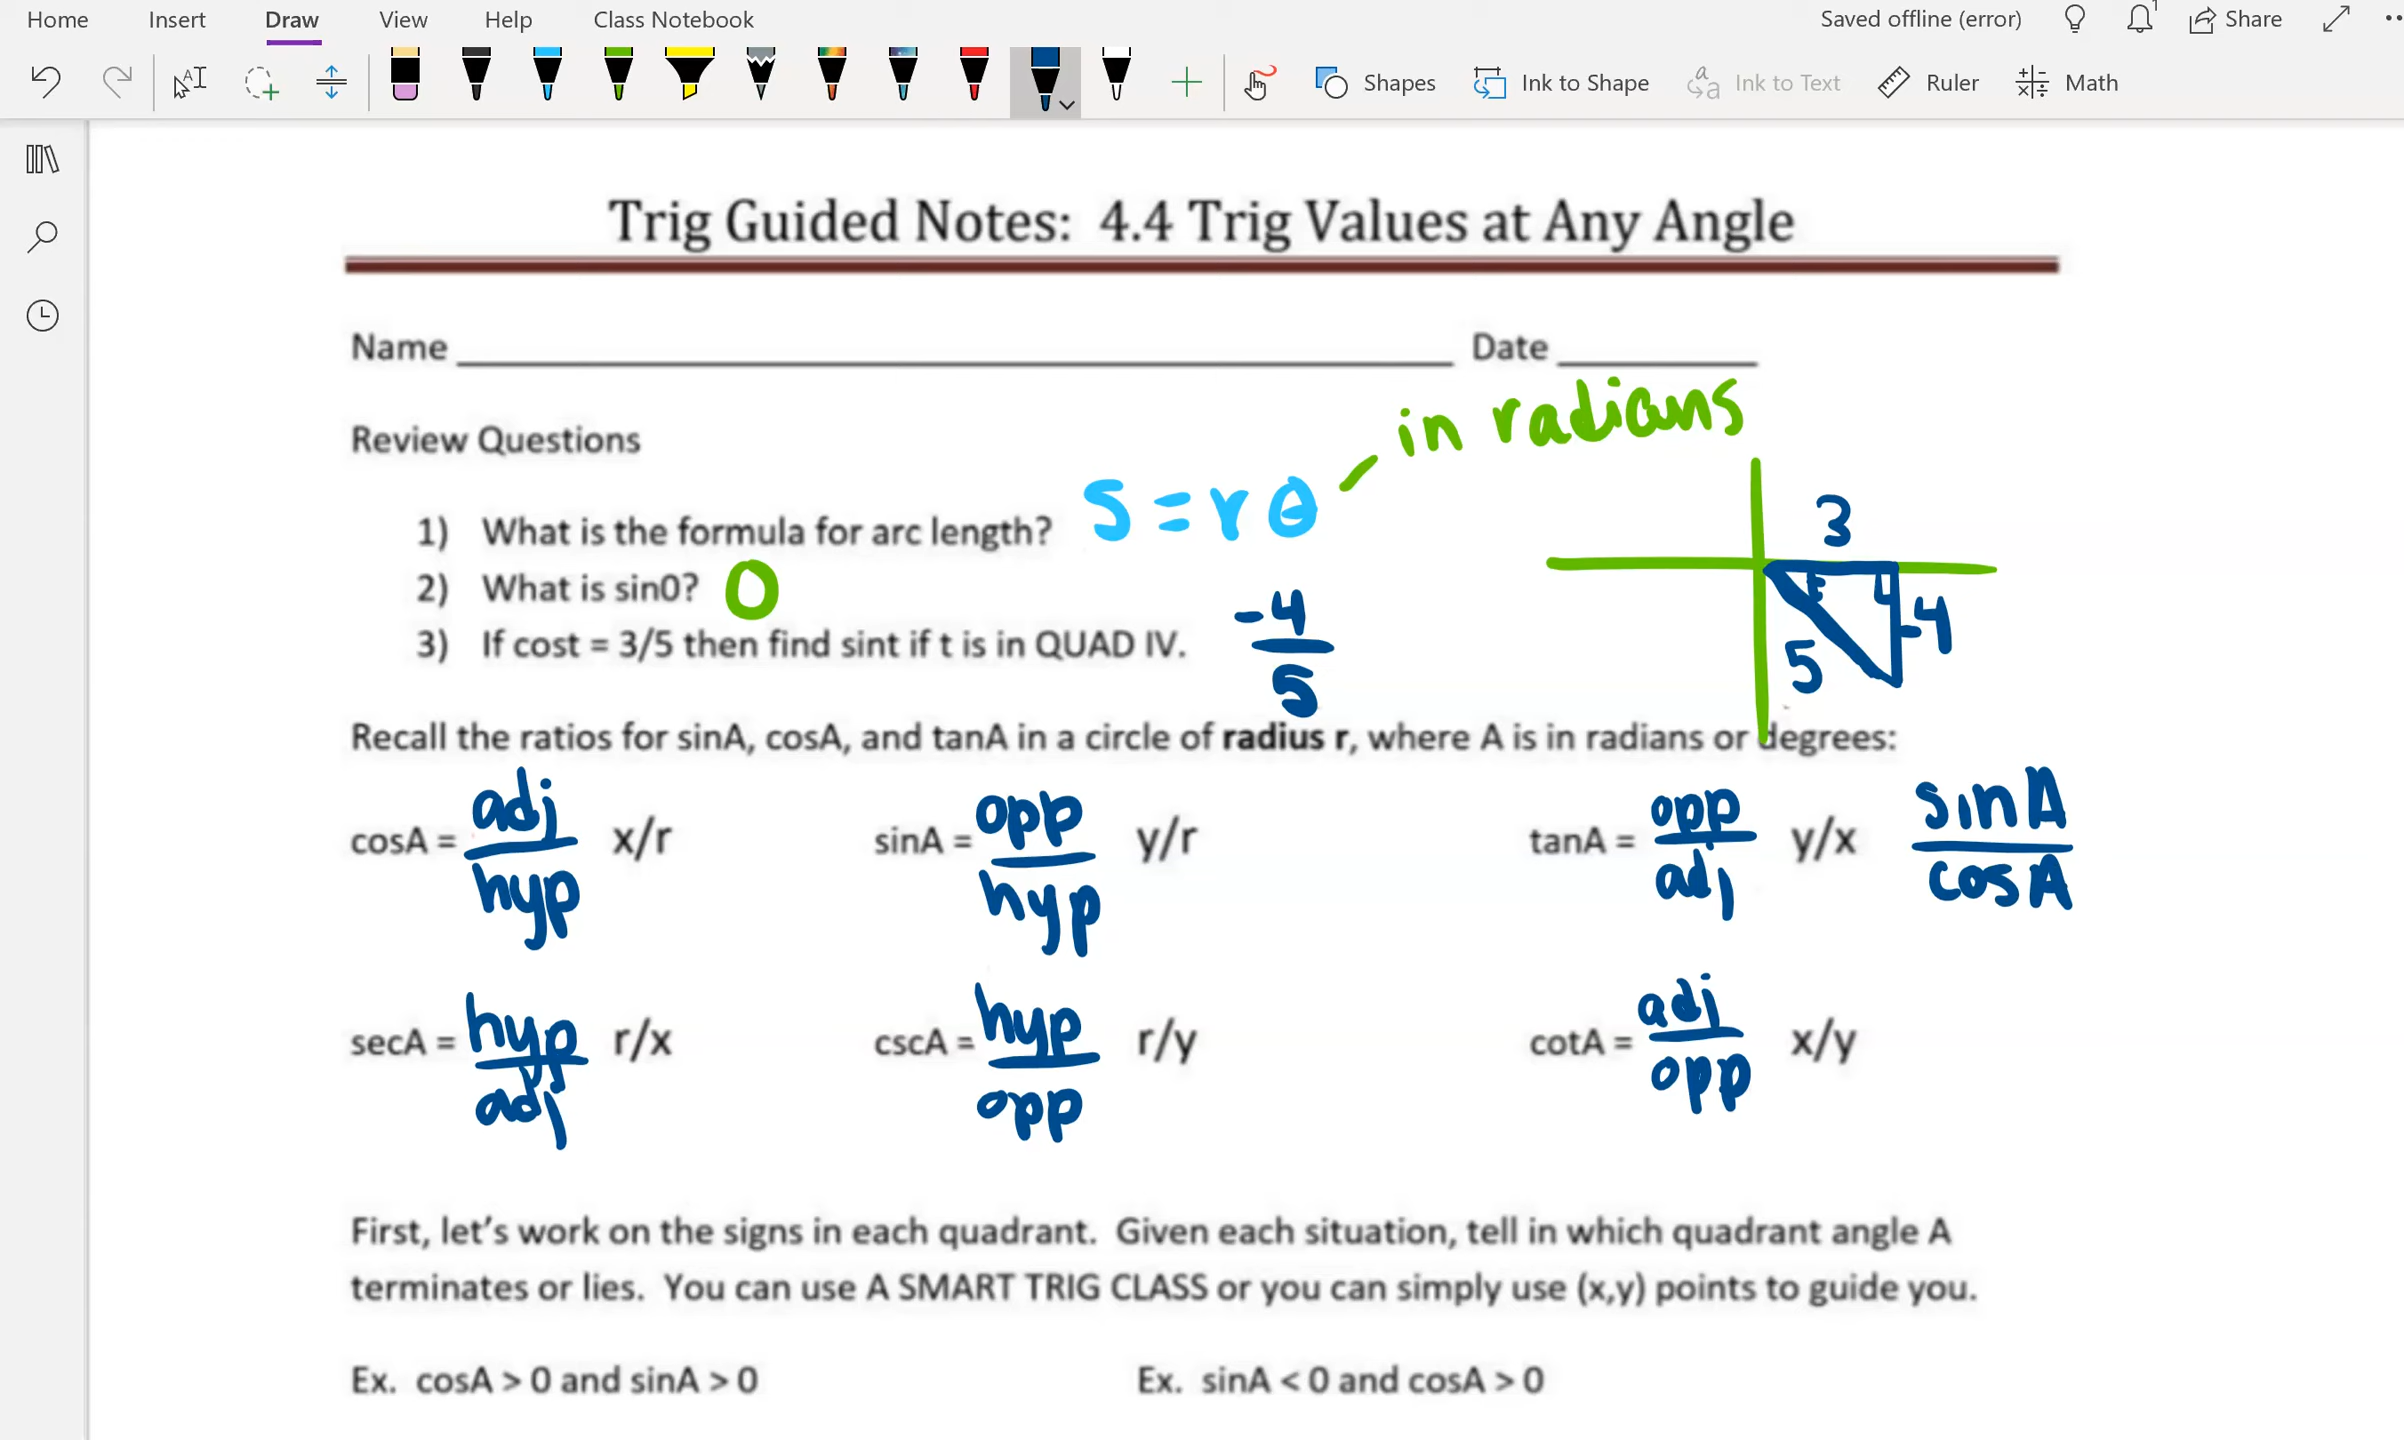 Home Insert Draw View Help Class Notebook Saved offline (error) 1 Share
Shapes Ink to Shape Ink to Text Ruler Math
Trig Guided Notes: 4.4 Trig Values at Any Angle
Name ______ Date ______
in radians
Review Questions
1) What is the formula for arc length? S = rθ
2) What is sin0? 0
3) If cost = 3/5 then find sint if t is in QUAD IV. -4/5
3
-4
5
t
Recall the ratios for sinA, cosA, and tanA in a circle of radius r, where A is in radians or degrees:
cosA = adj/hyp x/r sinA = opp/hyp y/r tanA = opp/adj y/x sinA/cosA
secA = hyp/adj r/x cscA = hyp/opp r/y cotA = adj/opp x/y
First, let's work on the signs in each quadrant. Given each situation, tell in which quadrant angle A
terminates or lies. You can use A SMART TRIG CLASS or you can simply use (x,y) points to guide you.
Ex. cosA > 0 and sinA > 0 Ex. sinA < 0 and cosA > 0